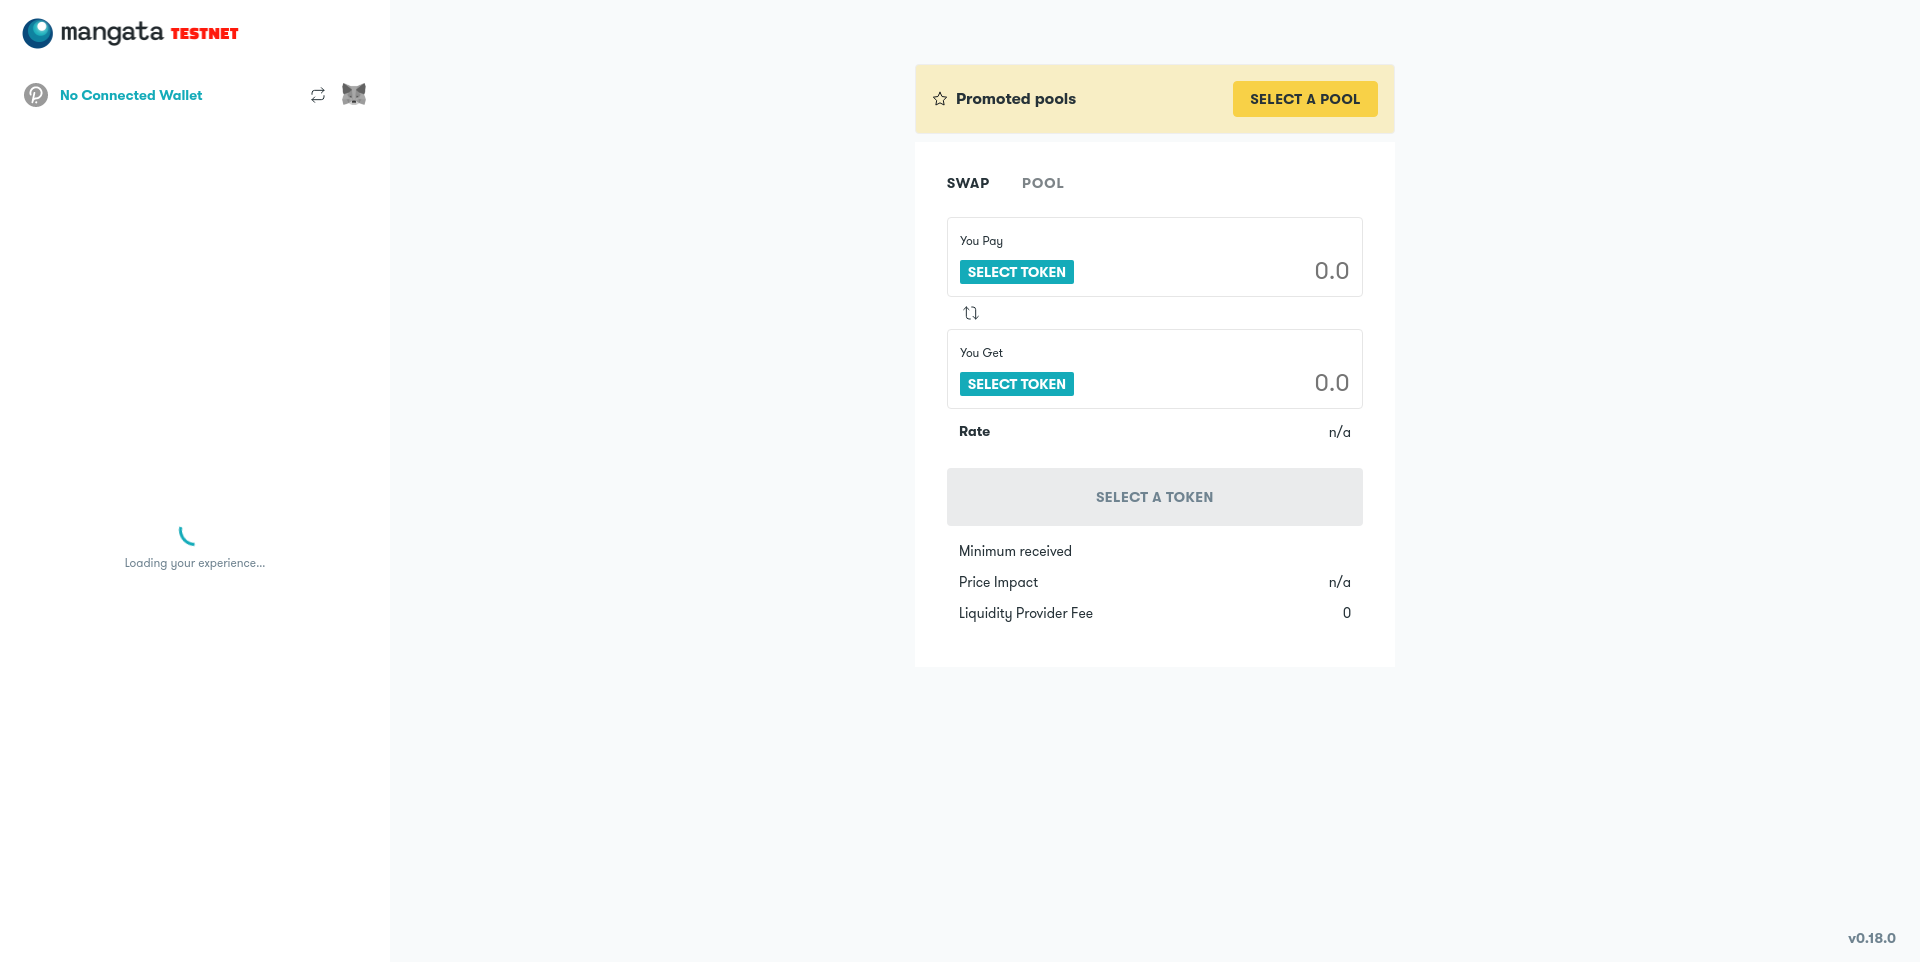 mangata TESTNET
No Connected Wallet
Loading your experience...
Promoted pools
SELECT A POOL
SWAP
POOL
You Pay
SELECT TOKEN
0.0
You Get
SELECT TOKEN
0.0
Rate
n/a
SELECT A TOKEN
Minimum received
Price Impact
n/a
Liquidity Provider Fee
0
v0.18.0